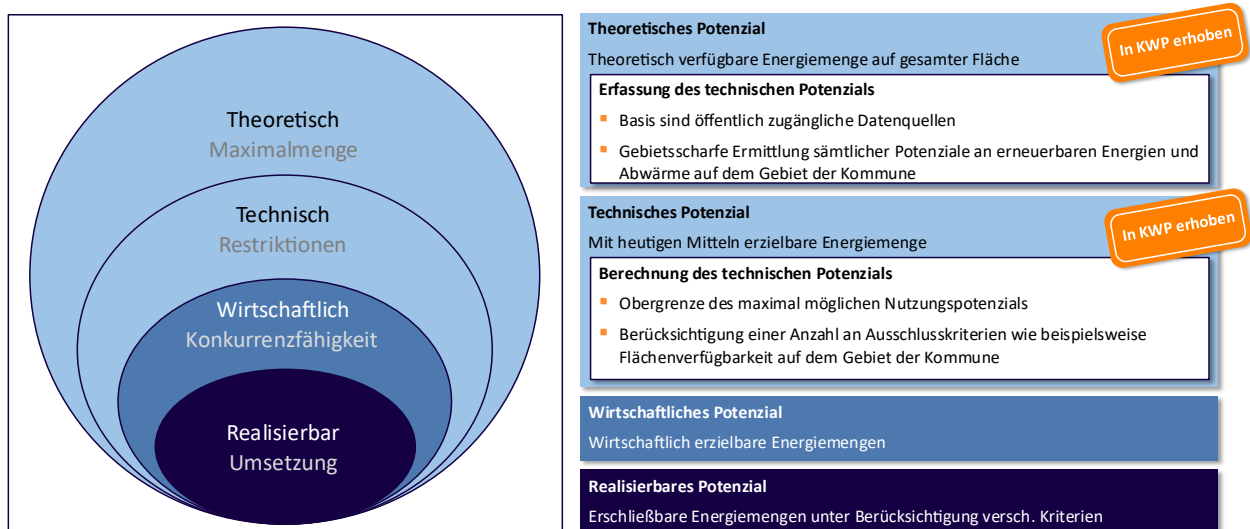 Theoretisch
Maximalmenge
Technisch
Restriktionen
Wirtschaftlich
Konkurrenzfähigkeit
Realisierbar
Umsetzung
Theoretisches Potenzial
In KWP erhoben
Theoretisch verfügbare Energiemenge auf gesamter Fläche
Erfassung des technischen Potenzials
Basis sind öffentlich zugängliche Datenquellen
Gebietsscharfe Ermittlung sämtlicher Potenziale an erneuerbaren Energien und
Abwärme auf dem Gebiet der Kommune
Technisches Potenzial
In KWP erhoben
Mit heutigen Mitteln erzielbare Energiemenge
Berechnung des technischen Potenzials
Obergrenze des maximal möglichen Nutzungspotenzials
Berücksichtigung einer Anzahl an Ausschlusskriterien wie beispielsweise
Flächenverfügbarkeit auf dem Gebiet der Kommune
Wirtschaftliches Potenzial
Wirtschaftlich erzielbare Energiemengen
Realisierbares Potenzial
Erschließbare Energiemengen unter Berücksichtigung versch. Kriterien